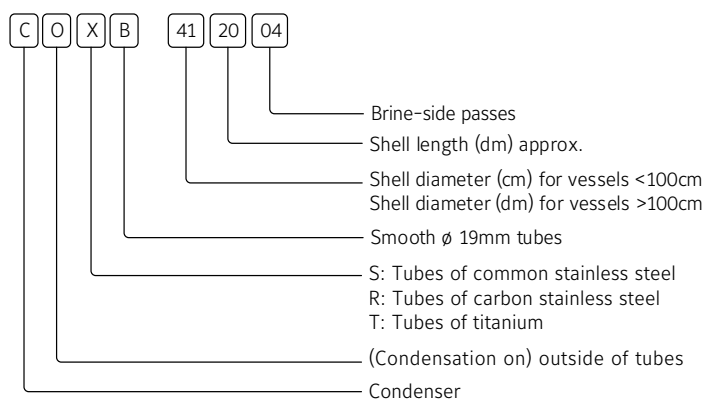 C O X B 41 20 04
Brine-side passes
Shell length (dm) approx.
Shell diameter (cm) for vessels <100cm
Shell diameter (dm) for vessels >100cm
Smooth ø 19mm tubes
S: Tubes of common stainless steel
R: Tubes of carbon stainless steel
T: Tubes of titanium
(Condensation on) outside of tubes
Condenser